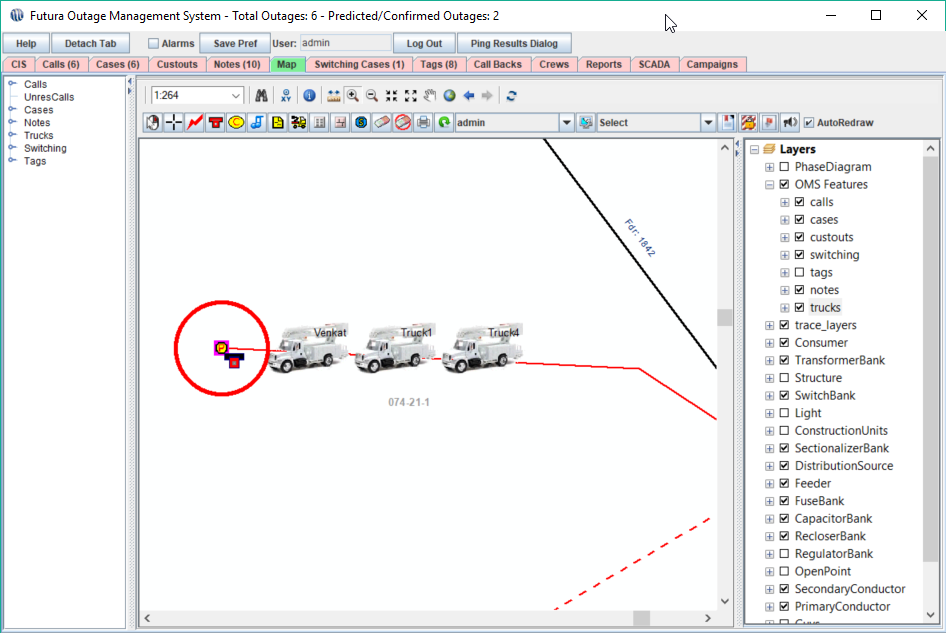 Futura Outage Management System - Total Outages: 6 - Predicted/Confirmed Outages: 2
Help Detach Tab Alarms Save Pref User: admin Log Out Ping Results Dialog
CIS Calls (6) Cases (6) Custouts Notes (10) Map Switching Cases (1) Tags (8) Call Backs Crews Reports SCADA Campaigns
Calls
UnresCalls
Cases
Notes
Trucks
Switching
Tags
1:264
admin Select AutoRedraw
Fdr: 1842
Venkat Truck1 Truck4
074-21-1
Layers
PhaseDiagram
OMS Features
calls
cases
custouts
switching
tags
notes
trucks
trace_layers
Consumer
TransformerBank
Structure
SwitchBank
Light
ConstructionUnits
SectionalizerBank
DistributionSource
Feeder
FuseBank
CapacitorBank
RecloserBank
RegulatorBank
OpenPoint
SecondaryConductor
PrimaryConductor